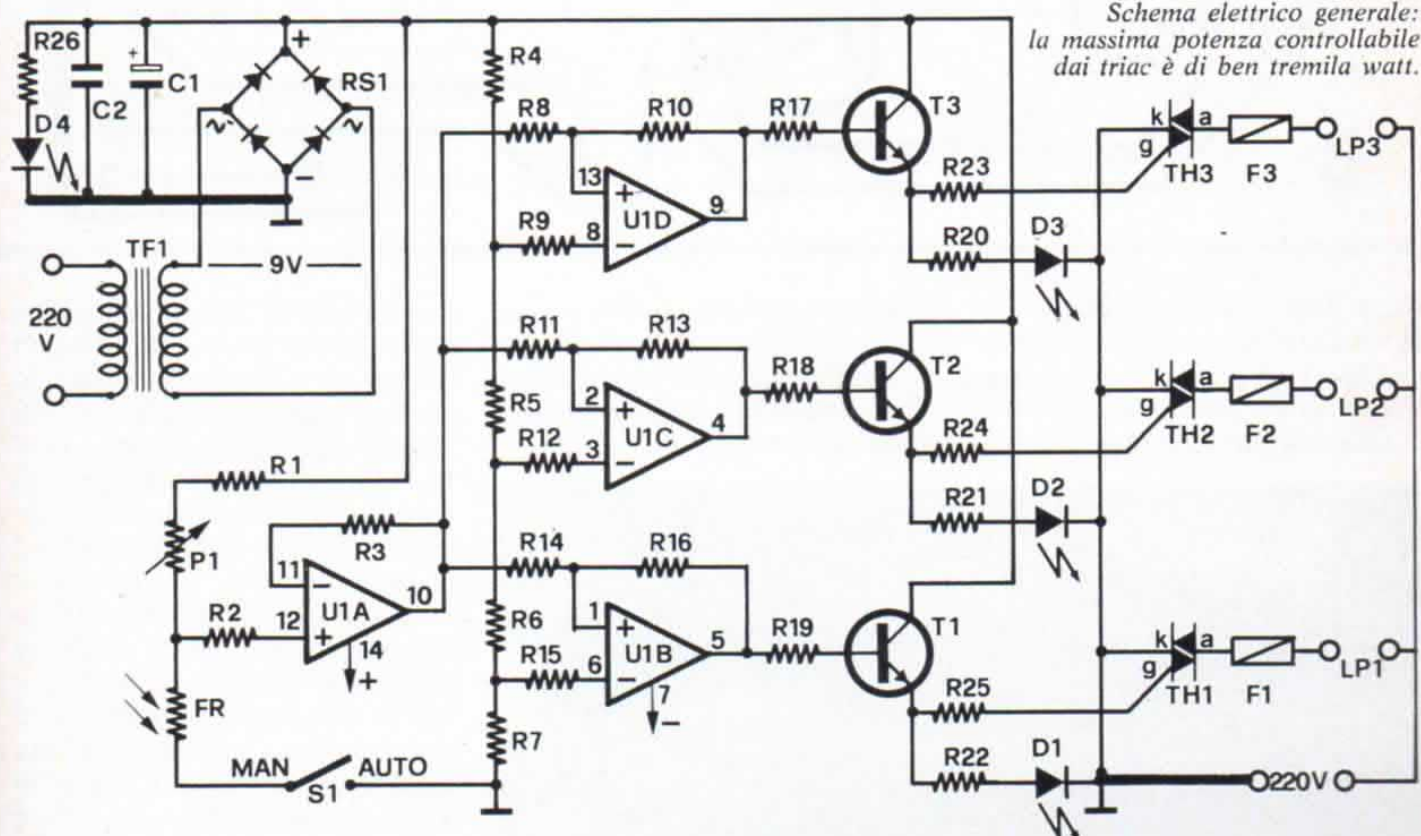 Schema elettrico generale:
la massima potenza controllabile
dai triac è di ben tremila watt.
R26
+
C1
C2
D4
+
RS1
~
~
−
TF1
9V
220
V
R1
P1
R2
R3
11
−
12
+
U1A
10
14
+
FR
MAN
AUTO
S1
R4
R8
R10
R17
T3
13
+
U1D
9
R9
8
−
R23
R20
D3
k
a
g
TH3
F3
LP3
R11
R13
R18
T2
R5
2
+
U1C
4
R12
3
−
R24
R21
D2
k
a
g
TH2
F2
LP2
R14
R16
R19
T1
R6
1
+
U1B
5
R15
6
−
7
−
R7
R25
R22
D1
k
a
g
TH1
F1
LP1
220V